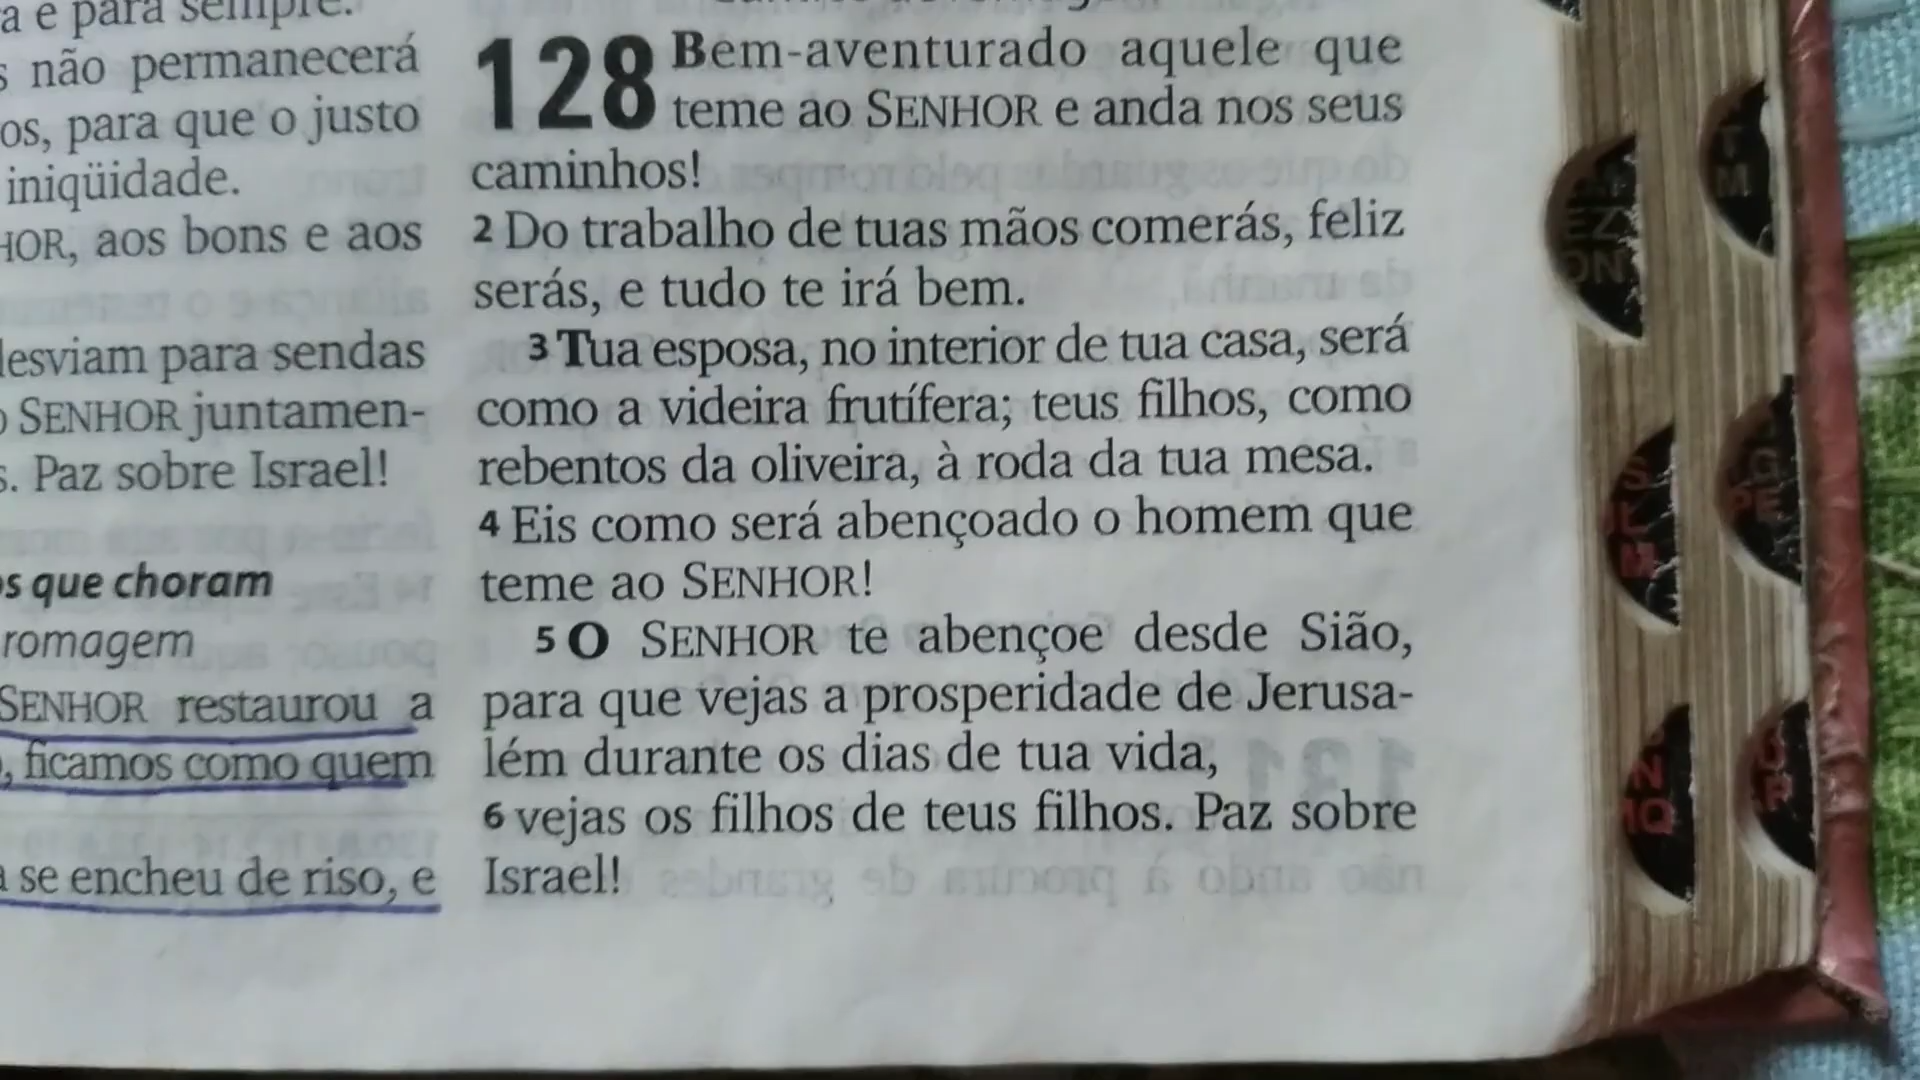 a e para sempre.
não permanecerá
os, para que o justo
iniqüidade.
HOR, aos bons e aos
desviam para sendas
o SENHOR juntamen-
s. Paz sobre Israel!
os que choram
romagem
SENHOR restaurou a
, ficamos como quem
a se encheu de riso, e
128 Bem-aventurado aquele que
teme ao SENHOR e anda nos seus
caminhos!
2 Do trabalho de tuas mãos comerás, feliz
serás, e tudo te irá bem.
3 Tua esposa, no interior de tua casa, será
como a videira frutífera; teus filhos, como
rebentos da oliveira, à roda da tua mesa.
4 Eis como será abençoado o homem que
teme ao SENHOR!
5 O SENHOR te abençoe desde Sião,
para que vejas a prosperidade de Jerusa-
lém durante os dias de tua vida,
6 vejas os filhos de teus filhos. Paz sobre
Israel!
EZ
T
M
S
L
M
G
PE
N